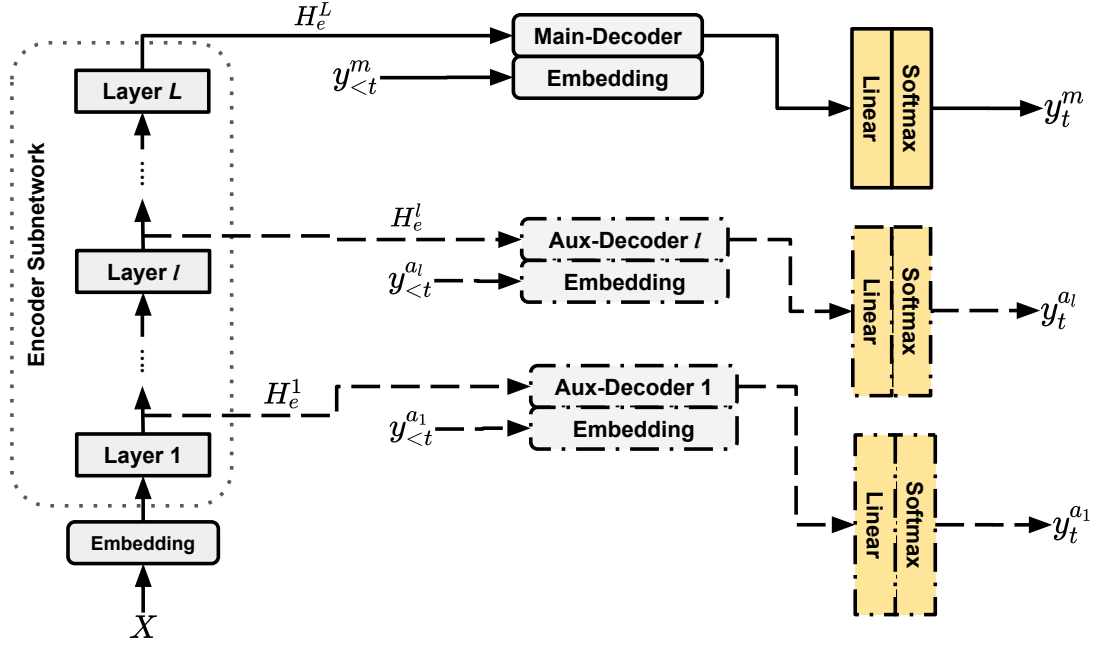 H_e^L
Main-Decoder
y_{<t}^m
Embedding
Linear
Softmax
y_t^m
Layer L
.....
Encoder Subnetwork
H_e^l
Aux-Decoder l
y_{<t}^{a_l}
Embedding
Linear
Softmax
y_t^{a_l}
Layer l
.....
H_e^1
Aux-Decoder 1
y_{<t}^{a_1}
Embedding
Linear
Softmax
y_t^{a_1}
Layer 1
Embedding
X